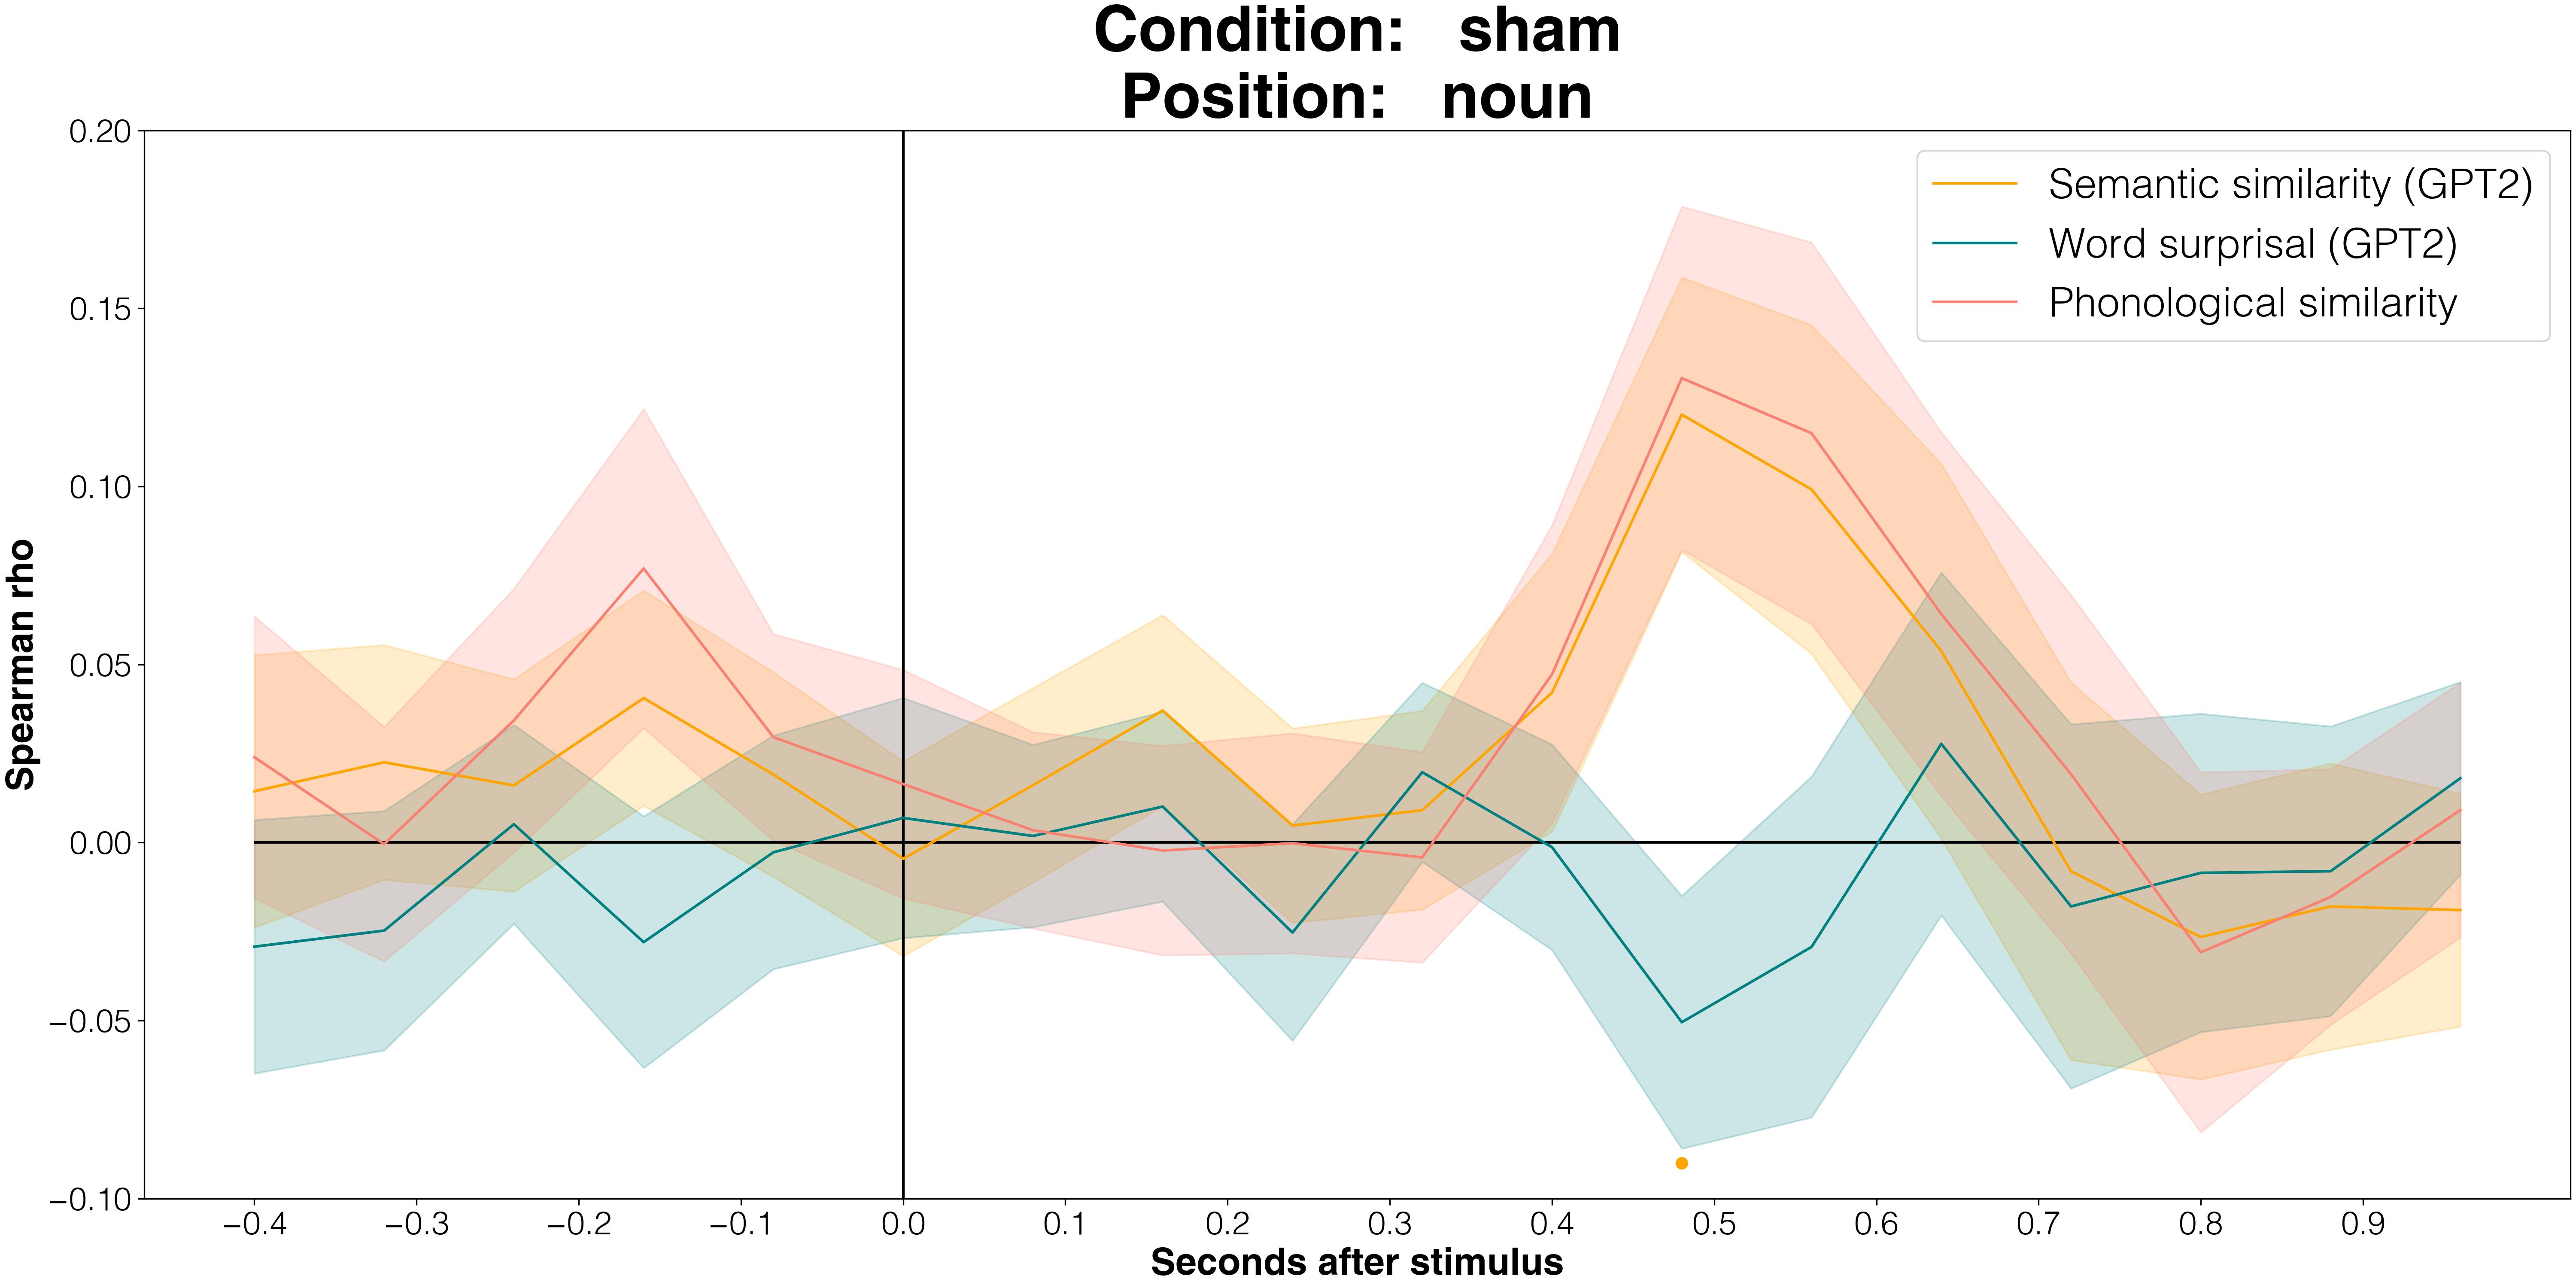 Condition:   sham
Position:   noun
0.20
0.15
0.10
0.05
0.00
−0.05
−0.10
Spearman rho
Semantic similarity (GPT2)
Word surprisal (GPT2)
Phonological similarity
−0.4 −0.3 −0.2 −0.1 0.0 0.1 0.2 0.3 0.4 0.5 0.6 0.7 0.8 0.9
Seconds after stimulus